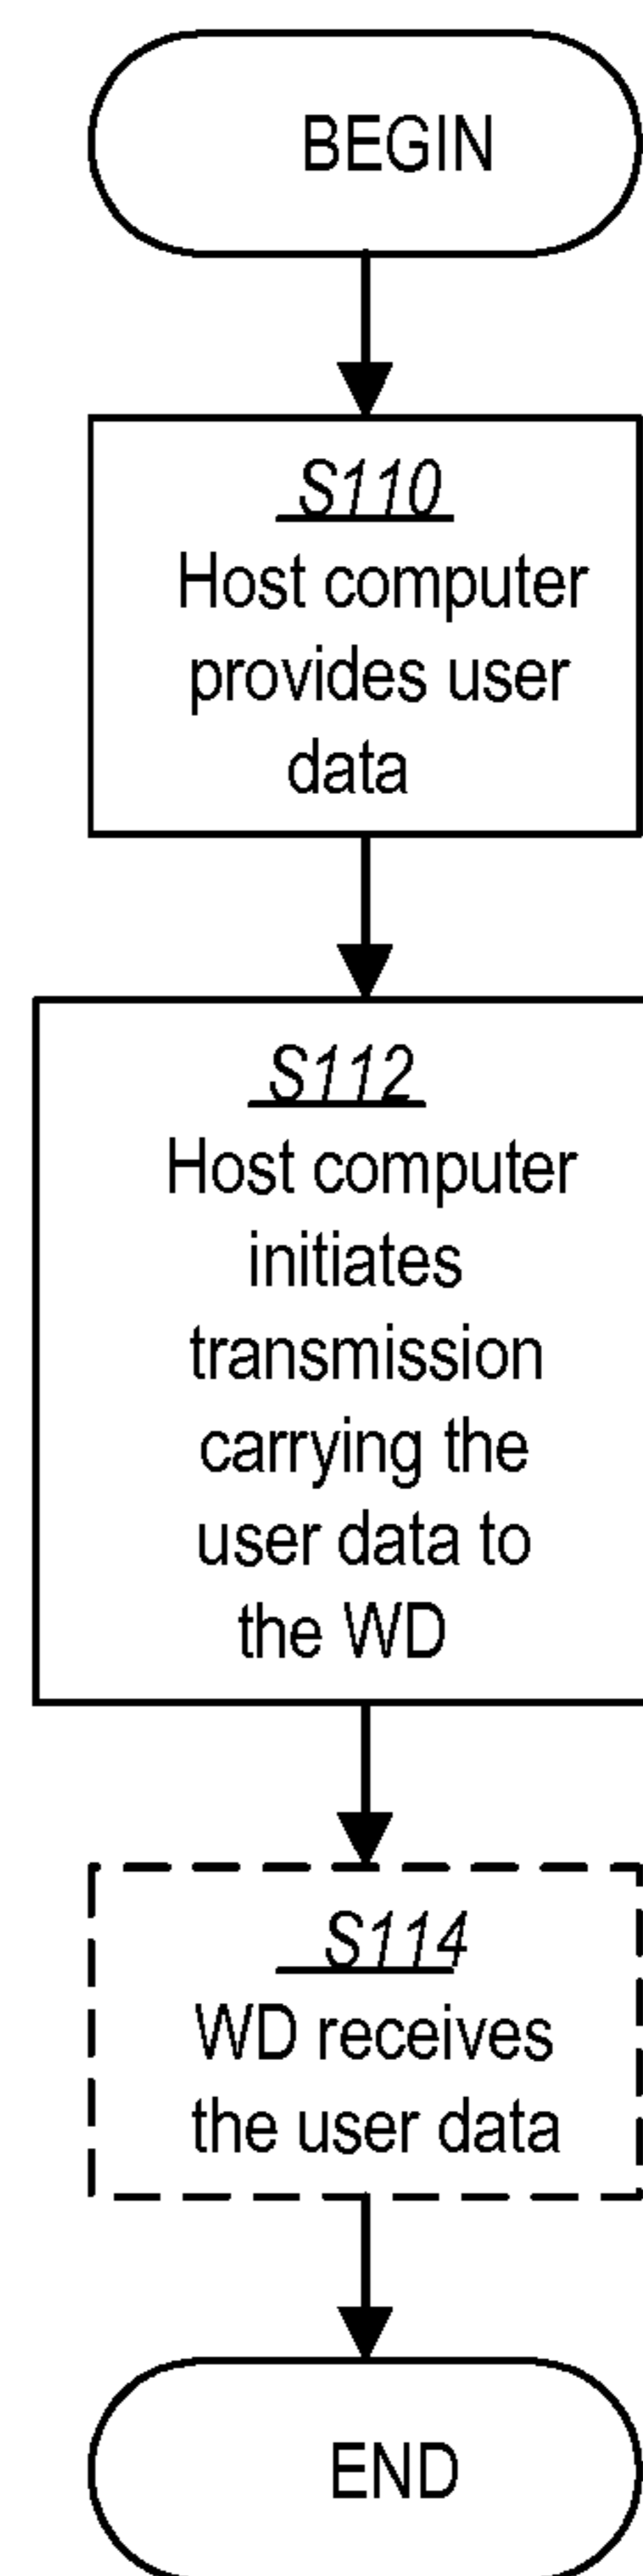 BEGIN
S110
Host computer
provides user
data
S112
Host computer
initiates
transmission
carrying the
user data to
the WD
S114
WD receives
the user data
END